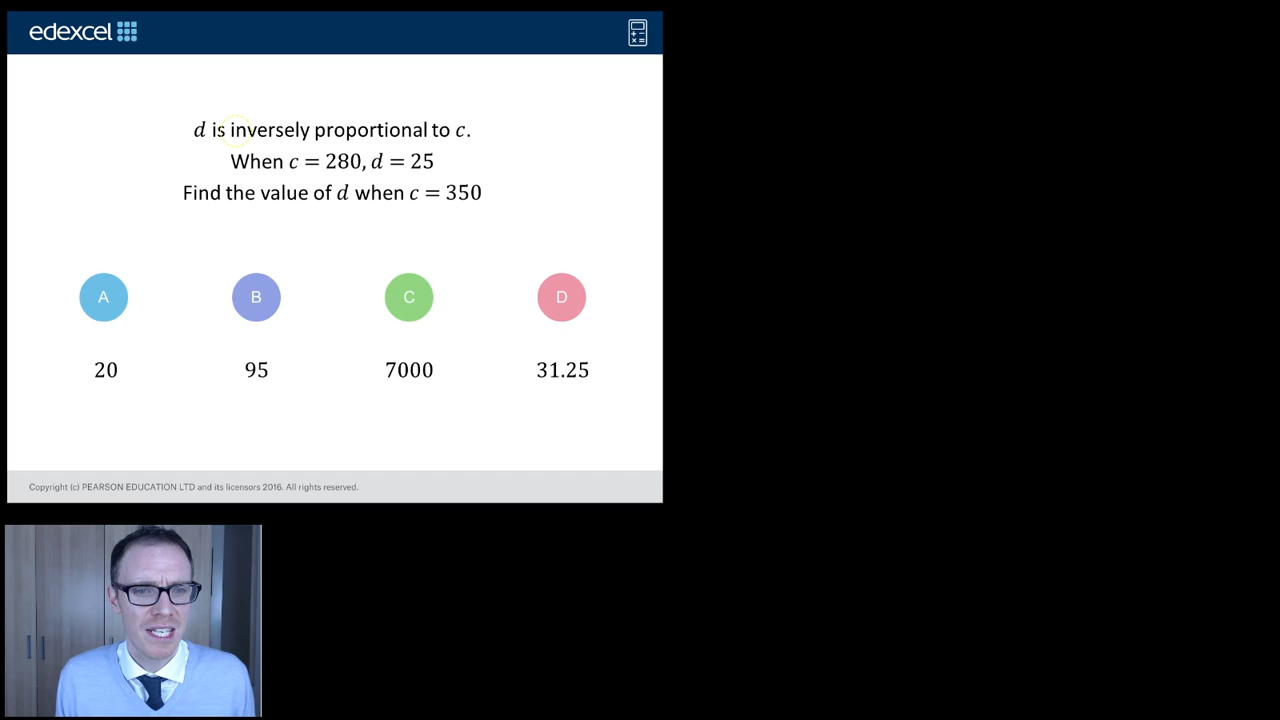 edexcel
d is inversely proportional to c.
When c = 280, d = 25
Find the value of d when c = 350
A B C D
20 95 7000 31.25
Copyright (c) PEARSON EDUCATION LTD and its licensors 2016. All rights reserved.